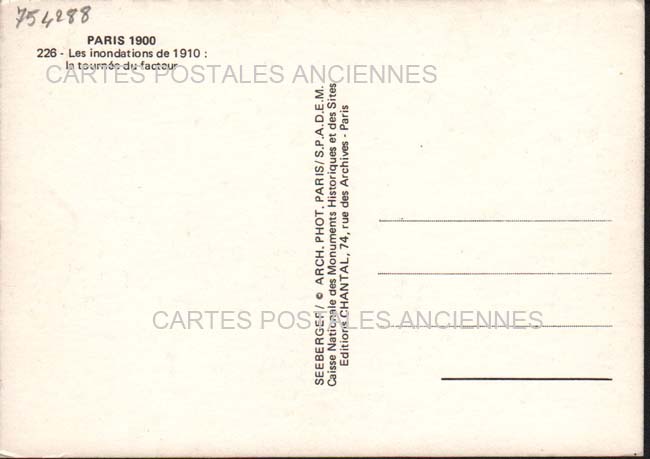 754288
PARIS 1900
226 - Les inondations de 1910 :
la tournée du facteur
CARTES POSTALES ANCIENNES
SEEBERGER / © ARCH. PHOT. PARIS / S.P.A.D.E.M.
Caisse Nationale des Monuments Historiques et des Sites
Editions CHANTAL, 74, rue des Archives - Paris
CARTES POSTALES ANCIENNES